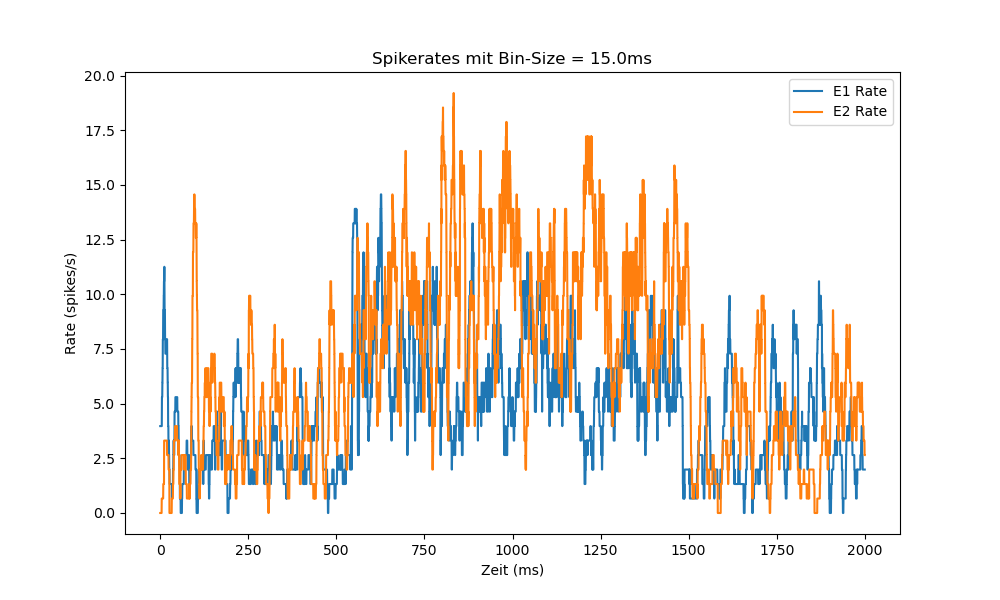 Spikerates mit Bin-Size = 15.0ms
E1 Rate
E2 Rate
20.0
17.5
15.0
12.5
10.0
7.5
5.0
2.5
0.0
Rate (spikes/s)
0 250 500 750 1000 1250 1500 1750 2000
Zeit (ms)